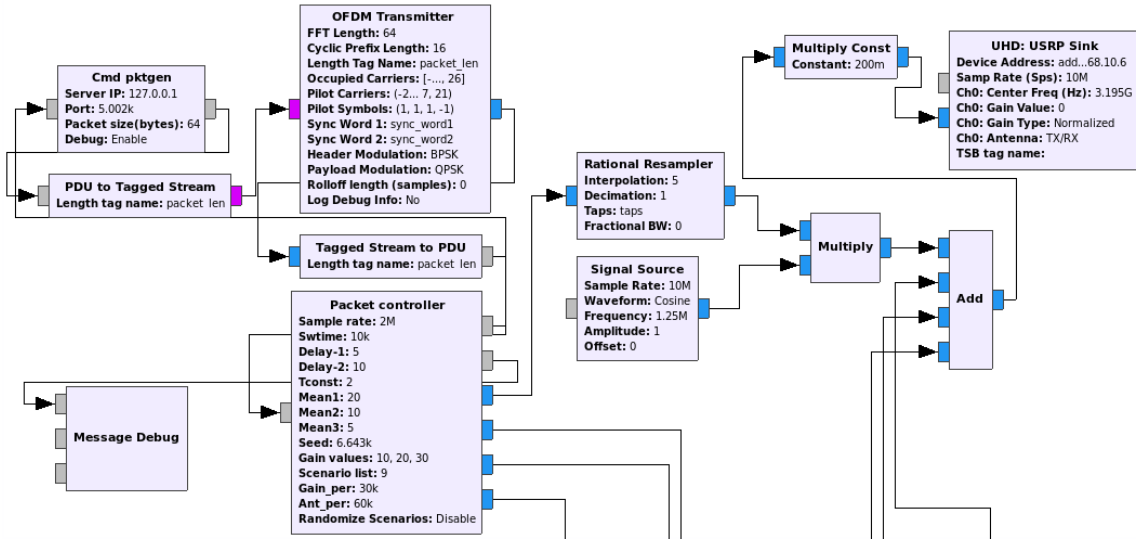 Cmd pktgen
Server IP: 127.0.0.1
Port: 5.002k
Packet size(bytes): 64
Debug: Enable
PDU to Tagged Stream
Length tag name: packet_len
OFDM Transmitter
FFT Length: 64
Cyclic Prefix Length: 16
Length Tag Name: packet_len
Occupied Carriers: [-..., 26]
Pilot Carriers: (-2... 7, 21)
Pilot Symbols: (1, 1, 1, -1)
Sync Word 1: sync_word1
Sync Word 2: sync_word2
Header Modulation: BPSK
Payload Modulation: QPSK
Rolloff length (samples): 0
Log Debug Info: No
Tagged Stream to PDU
Length tag name: packet_len
Packet controller
Sample rate: 2M
Swtime: 10k
Delay-1: 5
Delay-2: 10
Tconst: 2
Mean1: 20
Mean2: 10
Mean3: 5
Seed: 6.643k
Gain values: 10, 20, 30
Scenario list: 9
Gain_per: 30k
Ant_per: 60k
Randomize Scenarios: Disable
Message Debug
Rational Resampler
Interpolation: 5
Decimation: 1
Taps: taps
Fractional BW: 0
Signal Source
Sample Rate: 10M
Waveform: Cosine
Frequency: 1.25M
Amplitude: 1
Offset: 0
Multiply
Add
Multiply Const
Constant: 200m
UHD: USRP Sink
Device Address: add...68.10.6
Samp Rate (Sps): 10M
Ch0: Center Freq (Hz): 3.195G
Ch0: Gain Value: 0
Ch0: Gain Type: Normalized
Ch0: Antenna: TX/RX
TSB tag name: